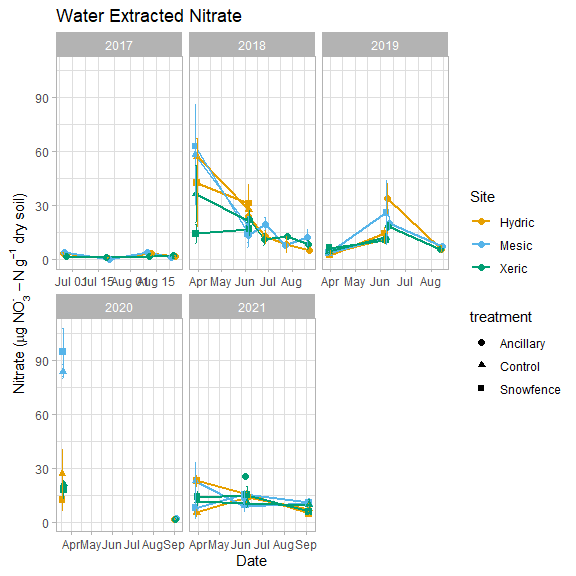 Water Extracted Nitrate
2017
2018
2019
90
60
30
0
Jul 01 Jul 15 Aug 01 Aug 15
Apr May Jun Jul Aug
Apr May Jun Jul Aug
Nitrate (μg NO₃⁻ −N g⁻¹ dry soil)
2020
2021
90
60
30
0
Apr May Jun Jul Aug Sep
Apr May Jun Jul Aug Sep
Date
Site
Hydric
Mesic
Xeric
treatment
Ancillary
Control
Snowfence